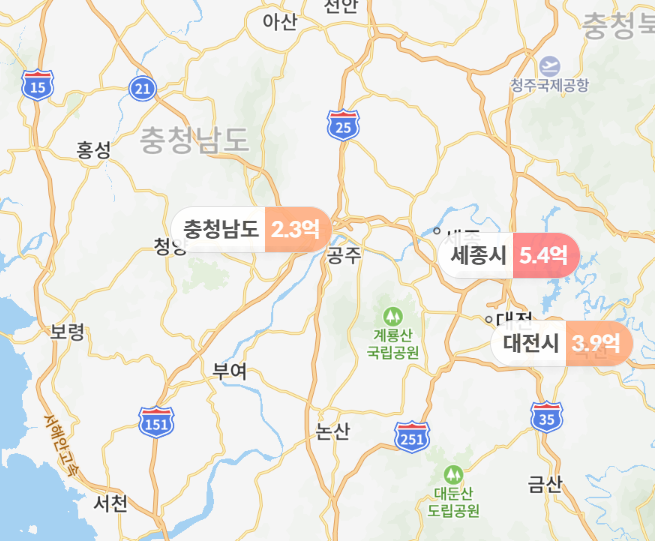 천안
아산
충청북
청주국제공항
15
21
25
충청남도
홍성
충청남도 2.3억
세종
청양
공주
세종시 5.4억
계룡산
국립공원
대전
보령
대전시 3.9억
부여
151
35
서해안고속
논산
251
금산
대둔산
도립공원
서천